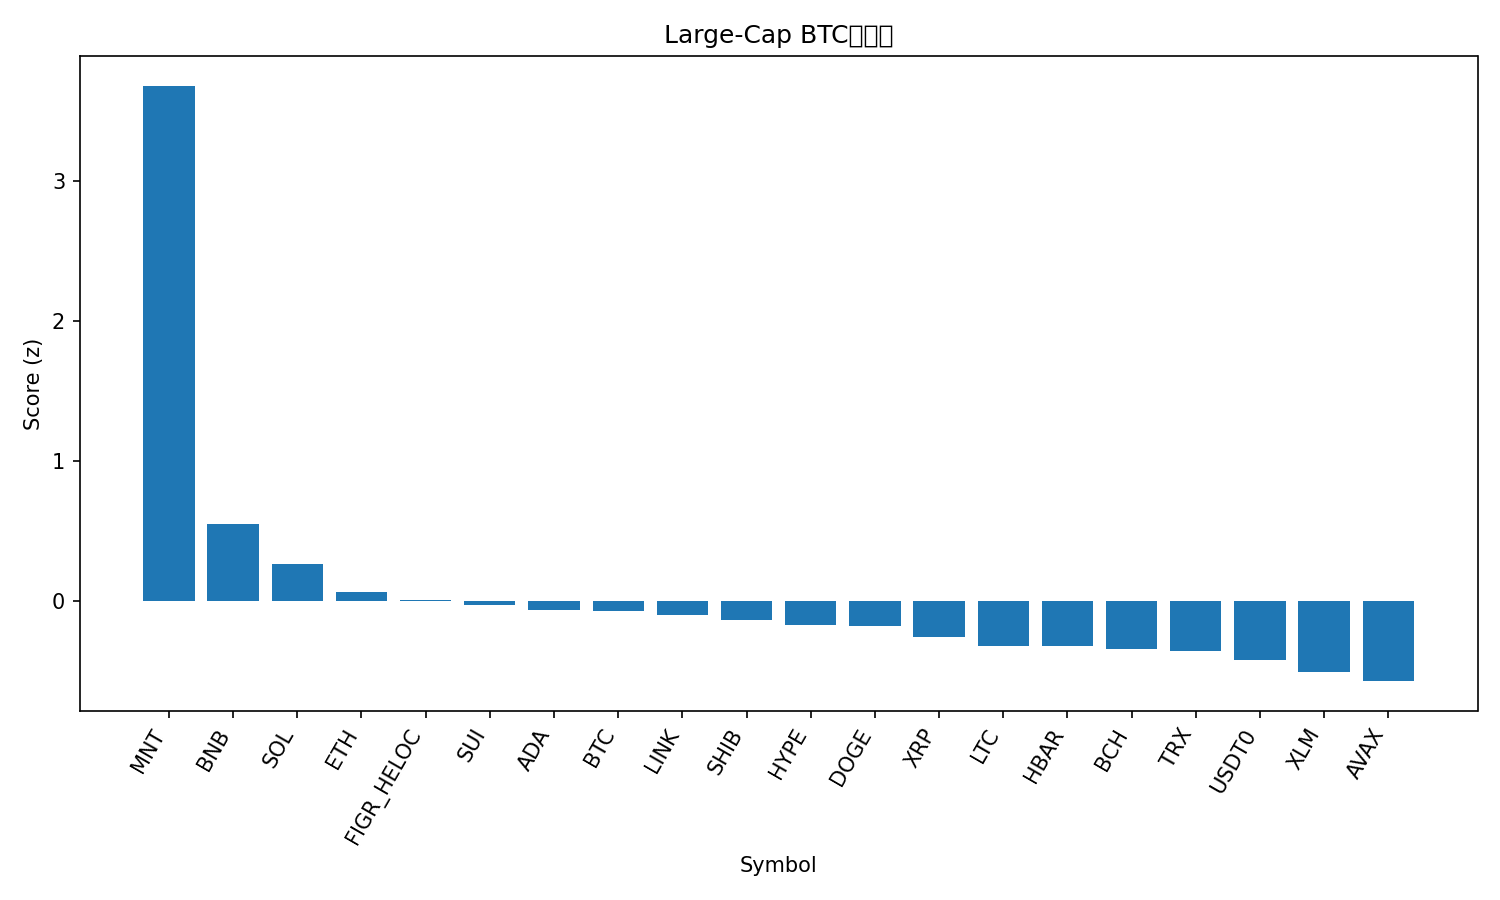 Large-Cap BTC
Score (z)
3
2
1
0
MNT
BNB
SOL
ETH
FIGR_HELOC
SUI
ADA
BTC
LINK
SHIB
HYPE
DOGE
XRP
LTC
HBAR
BCH
TRX
USDT0
XLM
AVAX
Symbol